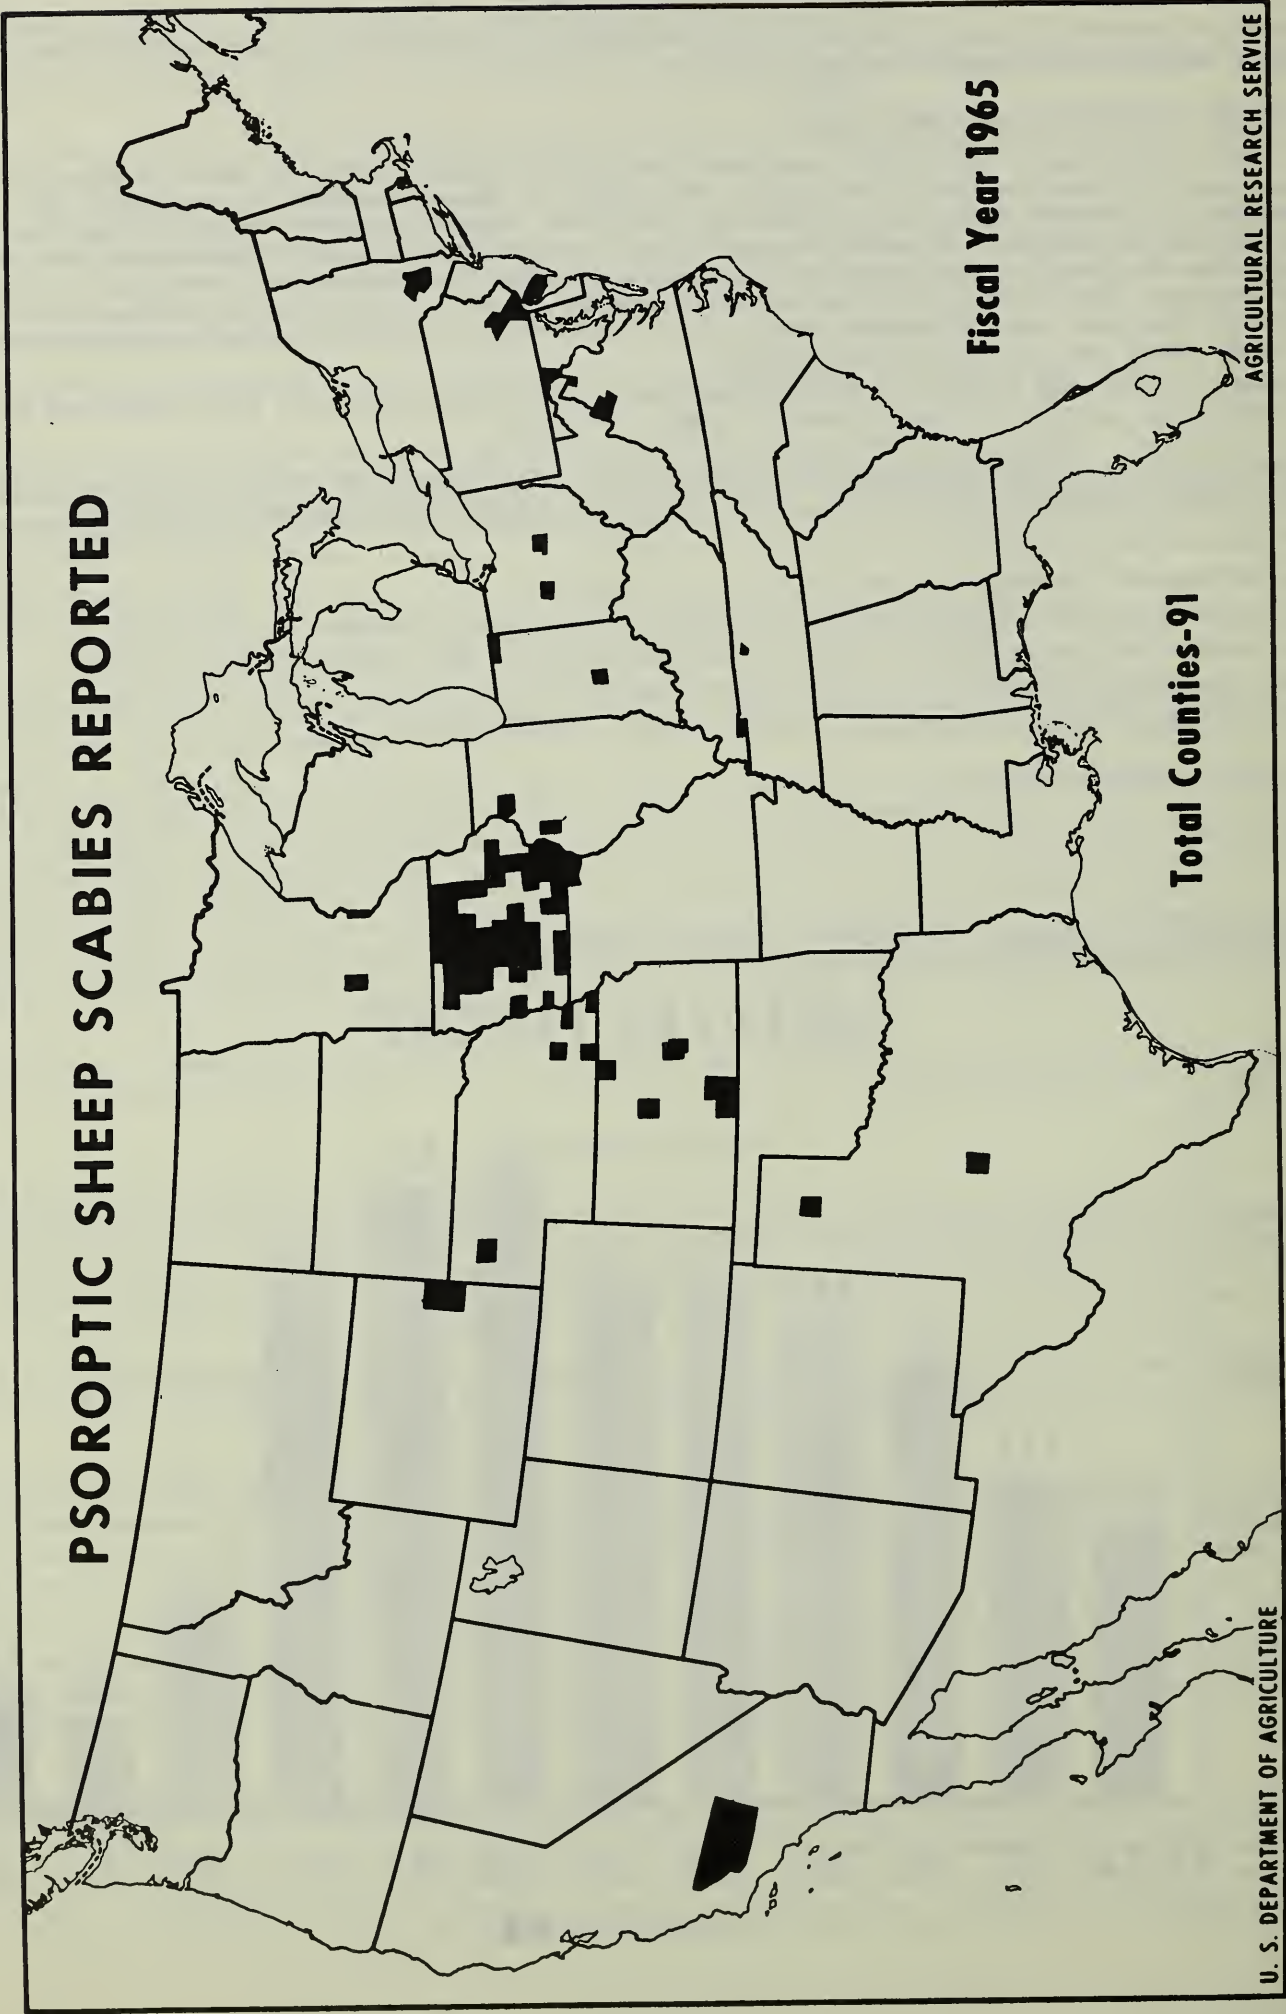 PSOROPTIC SHEEP SCABIES REPORTED
Fiscal Year 1965
Total Counties-91
U. S. DEPARTMENT OF AGRICULTURE
AGRICULTURAL RESEARCH SERVICE